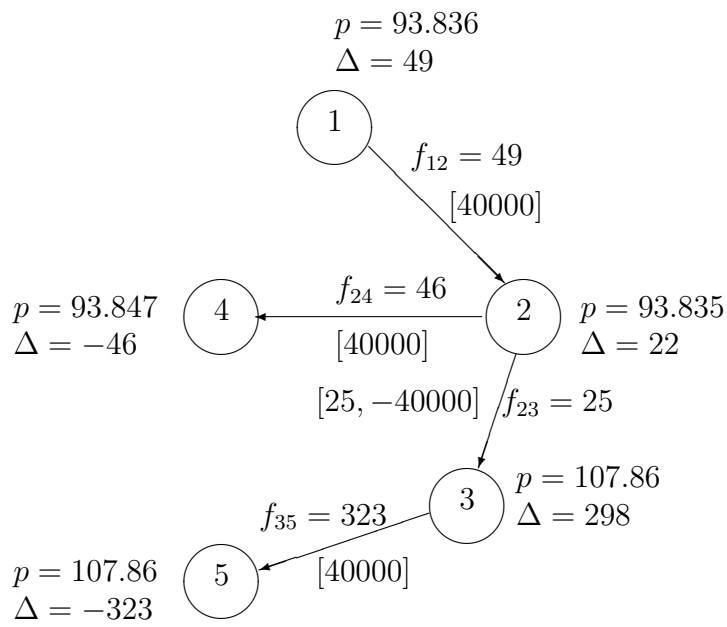 p = 93.836
Δ = 49
1
f₁₂ = 49
[40000]
p = 93.847
Δ = −46
4
f₂₄ = 46
[40000]
2
p = 93.835
Δ = 22
[25, −40000]
f₂₃ = 25
3
p = 107.86
Δ = 298
f₃₅ = 323
[40000]
p = 107.86
Δ = −323
5